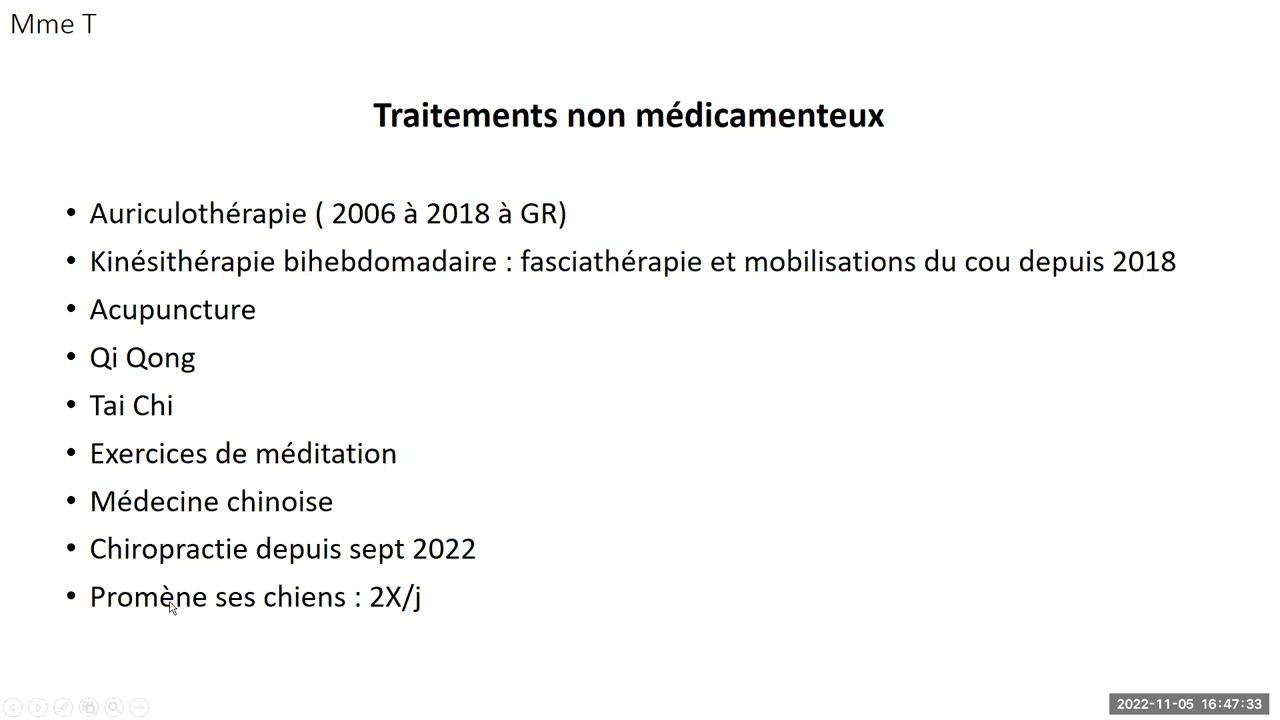 Mme T
Traitements non médicamenteux
• Auriculothérapie ( 2006 à 2018 à GR)
• Kinésithérapie bihebdomadaire : fasciathérapie et mobilisations du cou depuis 2018
• Acupuncture
• Qi Qong
• Tai Chi
• Exercices de méditation
• Médecine chinoise
• Chiropractie depuis sept 2022
• Promène ses chiens : 2X/j
2022-11-05 16:47:33